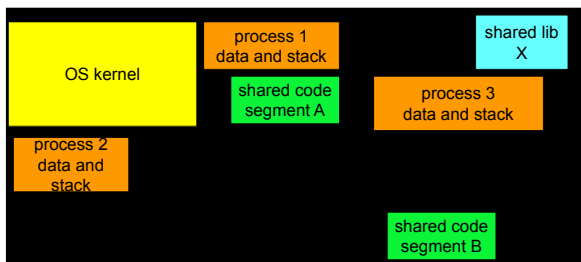 OS kernel
process 1
data and stack
shared code
segment A
shared lib
X
process 3
data and stack
process 2
data and
stack
shared code
segment B